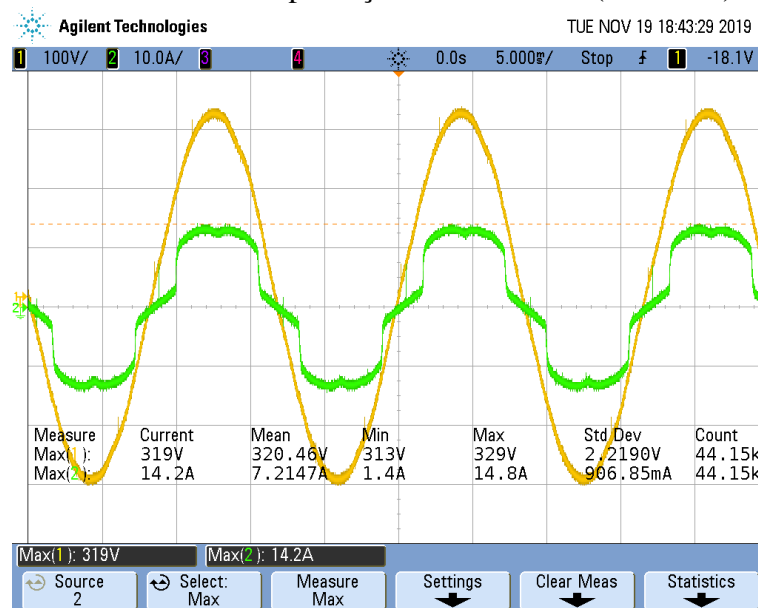 Agilent Technologies TUE NOV 19 18:43:29 2019
1 100V/ 2 10.0A/ 3 4 0.0s 5.000ms/ Stop 1 -18.1V
1
2
Measure Current Mean Min Max Std Dev Count
Max(1): 319V 320.46V 313V 329V 2.2190V 44.15k
Max(2): 14.2A 7.2147A 1.4A 14.8A 906.85mA 44.15k
Max(1): 319V Max(2): 14.2A
Source Select: Measure Settings Clear Meas Statistics
2 Max Max